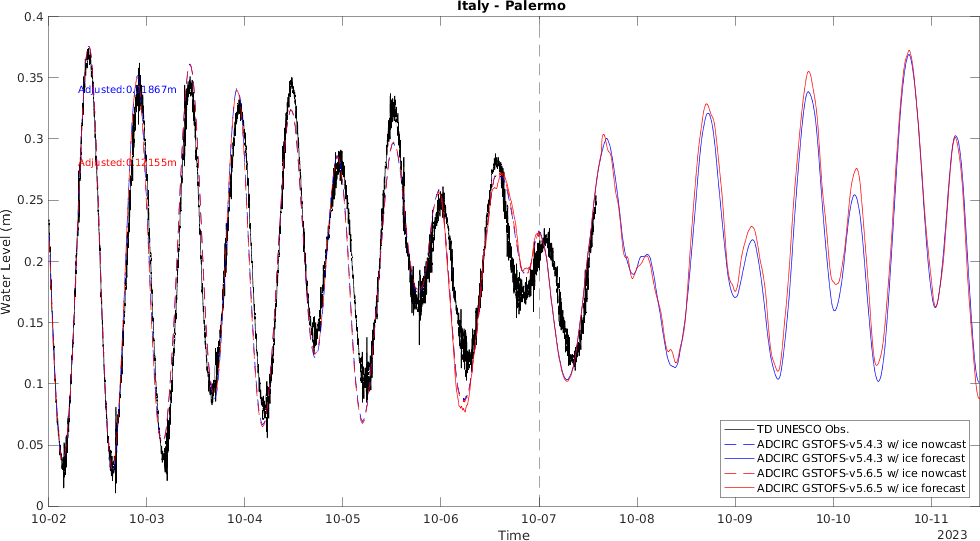 Italy - Palermo
0.4
0.35
0.3
0.25
0.2
0.15
0.1
0.05
0
Water Level (m)
Adjusted:0.11867m
Adjusted:0.12155m
TD UNESCO Obs.
ADCIRC GSTOFS-v5.4.3 w/ ice nowcast
ADCIRC GSTOFS-v5.4.3 w/ ice forecast
ADCIRC GSTOFS-v5.6.5 w/ ice nowcast
ADCIRC GSTOFS-v5.6.5 w/ ice forecast
10-02 10-03 10-04 10-05 10-06 10-07 10-08 10-09 10-10 10-11
Time
2023